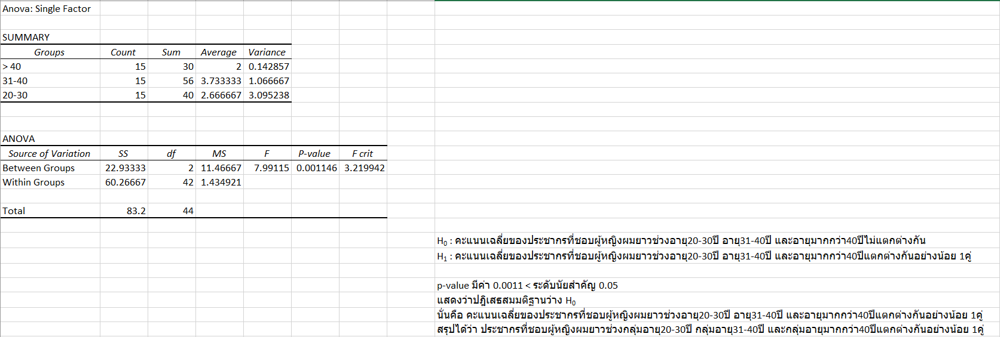 Anova: Single Factor
SUMMARY
Groups Count Sum Average Variance
> 40 15 30 2 0.142857
31-40 15 56 3.733333 1.066667
20-30 15 40 2.666667 3.095238
ANOVA
Source of Variation SS df MS F P-value F crit
Between Groups 22.93333 2 11.46667 7.99115 0.001146 3.219942
Within Groups 60.26667 42 1.434921
Total 83.2 44
H₀ : คะแนนเฉลี่ยของประชากรที่ชอบผู้หญิงผมยาวช่วงอายุ20-30ปี อายุ31-40ปี และอายุมากกว่า40ปีไม่แตกต่างกัน
H₁ : คะแนนเฉลี่ยของประชากรที่ชอบผู้หญิงผมยาวช่วงอายุ20-30ปี อายุ31-40ปี และอายุมากกว่า40ปีแตกต่างกันอย่างน้อย 1คู่
p-value มีค่า 0.0011 < ระดับนัยสำคัญ 0.05
แสดงว่าปฎิเสธสมมติฐานว่าง H₀
นั่นคือ คะแนนเฉลี่ยของประชากรที่ชอบผู้หญิงผมยาวช่วงอายุ20-30ปี อายุ31-40ปี และอายุมากกว่า40ปีแตกต่างกันอย่างน้อย 1คู่
สรุปได้ว่า ประชากรที่ชอบผู้หญิงผมยาวช่วงกลุ่มอายุ20-30ปี กลุ่มอายุ31-40ปี และกลุ่มอายุมากกว่า40ปีแตกต่างกันอย่างน้อย 1คู่